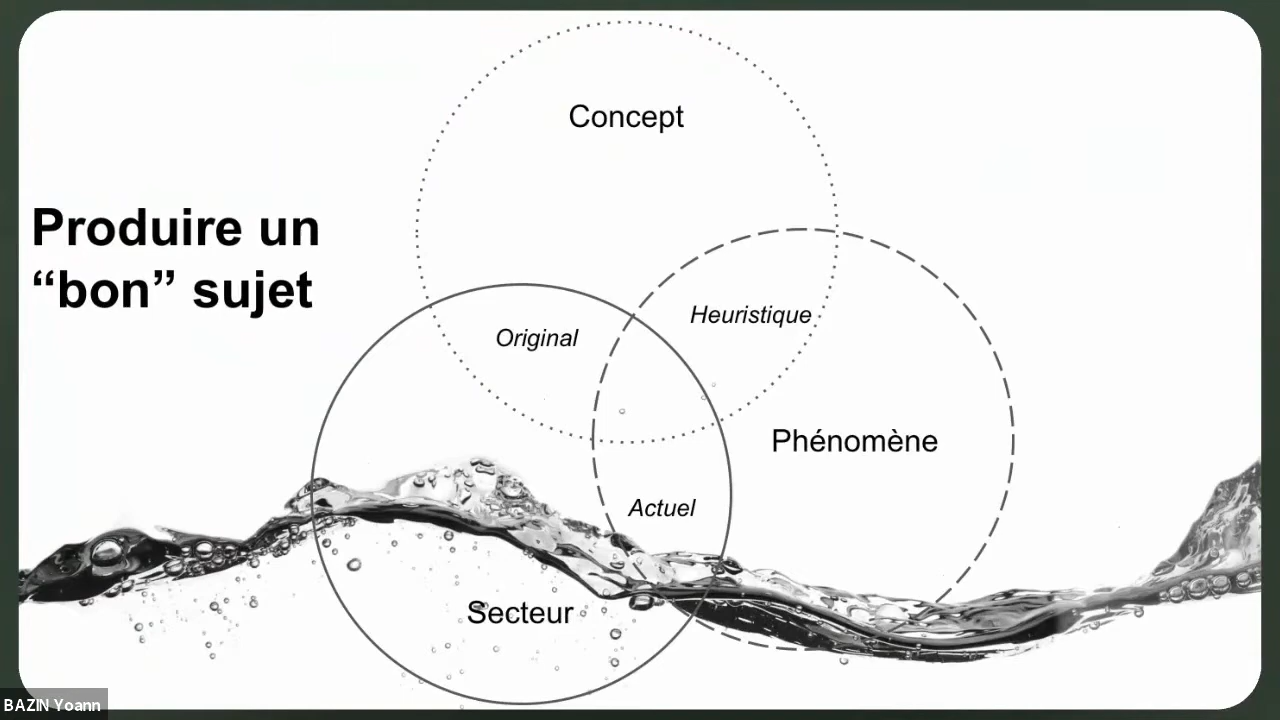 Concept
Produire un
“bon” sujet
Heuristique
Original
Phénomène
Actuel
Secteur
BAZIN Yoann